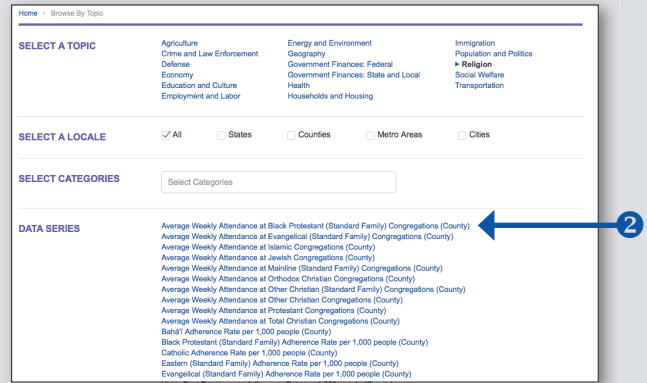 Home › Browse By Topic
SELECT A TOPIC
Agriculture
Crime and Law Enforcement
Defense
Economy
Education and Culture
Employment and Labor
Energy and Environment
Geography
Government Finances: Federal
Government Finances: State and Local
Health
Households and Housing
Immigration
Population and Politics
▶ Religion
Social Welfare
Transportation
SELECT A LOCALE
All States Counties Metro Areas Cities
SELECT CATEGORIES
Select Categories
DATA SERIES
Average Weekly Attendance at Black Protestant (Standard Family) Congregations (County)
Average Weekly Attendance at Evangelical (Standard Family) Congregations (County)
Average Weekly Attendance at Islamic Congregations (County)
Average Weekly Attendance at Jewish Congregations (County)
Average Weekly Attendance at Mainline (Standard Family) Congregations (County)
Average Weekly Attendance at Orthodox Christian Congregations (County)
Average Weekly Attendance at Other Christian (Standard Family) Congregations (County)
Average Weekly Attendance at Other Christian Congregations (County)
Average Weekly Attendance at Protestant Congregations (County)
Average Weekly Attendance at Total Christian Congregations (County)
Bahá'í Adherence Rate per 1,000 people (County)
Black Protestant (Standard Family) Adherence Rate per 1,000 people (County)
Catholic Adherence Rate per 1,000 people (County)
Eastern (Standard Family) Adherence Rate per 1,000 people (County)
Evangelical (Standard Family) Adherence Rate per 1,000 people (County)
2